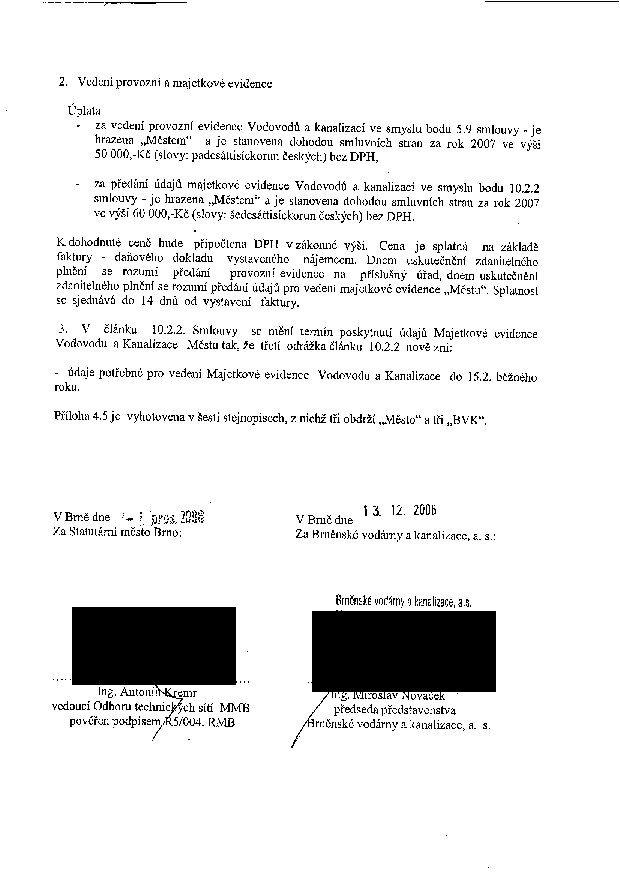 2. Vedení provozní a majetkové evidence
Úplata
- za vedení provozní evidence Vodovodů a kanalizací ve smyslu bodu 5.9 smlouvy - je
hrazena „Městem“ a je stanovena dohodou smluvních stran za rok 2007 ve výši
50 000,-Kč (slovy: padesáttisíckorun českých) bez DPH,
- za předání údajů majetkové evidence Vodovodů a kanalizací ve smyslu bodu 10.2.2
smlouvy - je hrazena „Městem“ a je stanovena dohodou smluvních stran za rok 2007
ve výši 60 000,-Kč (slovy: šedesáttisíckorun českých) bez DPH.
K dohodnuté ceně bude připočtena DPH v zákonné výši. Cena je splatná na základě
faktury - daňového dokladu vystaveného nájemcem. Dnem uskutečnění zdanitelného
plnění se rozumí předání provozní evidence na příslušný úřad, dnem uskutečnění
zdanitelného plnění se rozumí předání údajů pro vedení majetkové evidence „Městu“. Splatnost
se sjednává do 14 dnů od vystavení faktury.
3. V článku 10.2.2. Smlouvy se mění termín poskytnutí údajů Majetkové evidence
Vodovodu a Kanalizace Městu tak, že třetí odrážka článku 10.2.2 nově zní:
- údaje potřebné pro vedení Majetkové evidence Vodovodu a Kanalizace do 15.2. běžného
roku.
Příloha 4.5 je vyhotovena v šesti stejnopisech, z nichž tři obdrží „Město“ a tři „BVK“.
V Brně dne pros. 2006
V Brně dne 13. 12. 2006
Za Statutární město Brno:
Za Brněnské vodárny a kanalizace, a. s.:
Brněnské vodárny a kanalizace, a.s.
Ing. Antonín Kremr
vedoucí Odboru technických sítí MMB
pověřen podpisem R5/004. RMB
Ing. Miroslav Nováček
předseda představenstva
Brněnské vodárny a kanalizace, a. s.